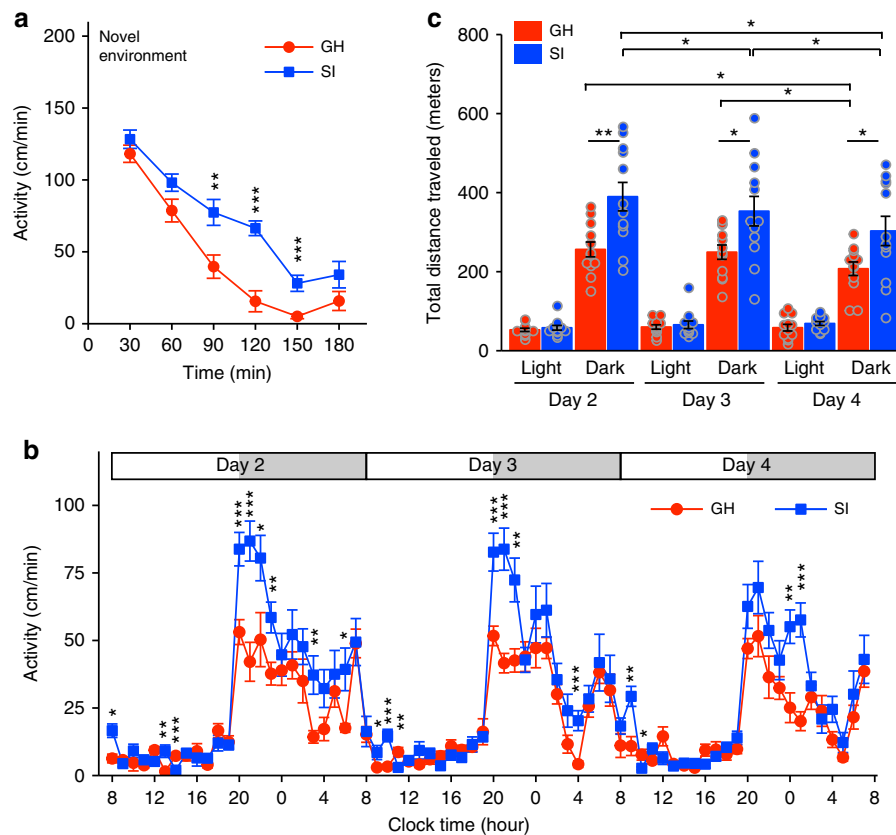 a
200
150
100
50
0
Activity (cm/min)
Novel
environment
GH
SI
**
***
***
0 30 60 90 120 150 180
Time (min)
c
GH
SI
800
600
400
200
0
Total distance traveled (meters)
*
* *
*
*
** * *
Light Dark Light Dark Light Dark
Day 2 Day 3 Day 4
b
Day 2 Day 3 Day 4
100
75
50
25
0
Activity (cm/min)
GH SI
* ** *** *** *** * ** ** * * *** ** *** *** ** *** ** * ** ***
8 12 16 20 0 4 8 12 16 20 0 4 8 12 16 20 0 4 8
Clock time (hour)